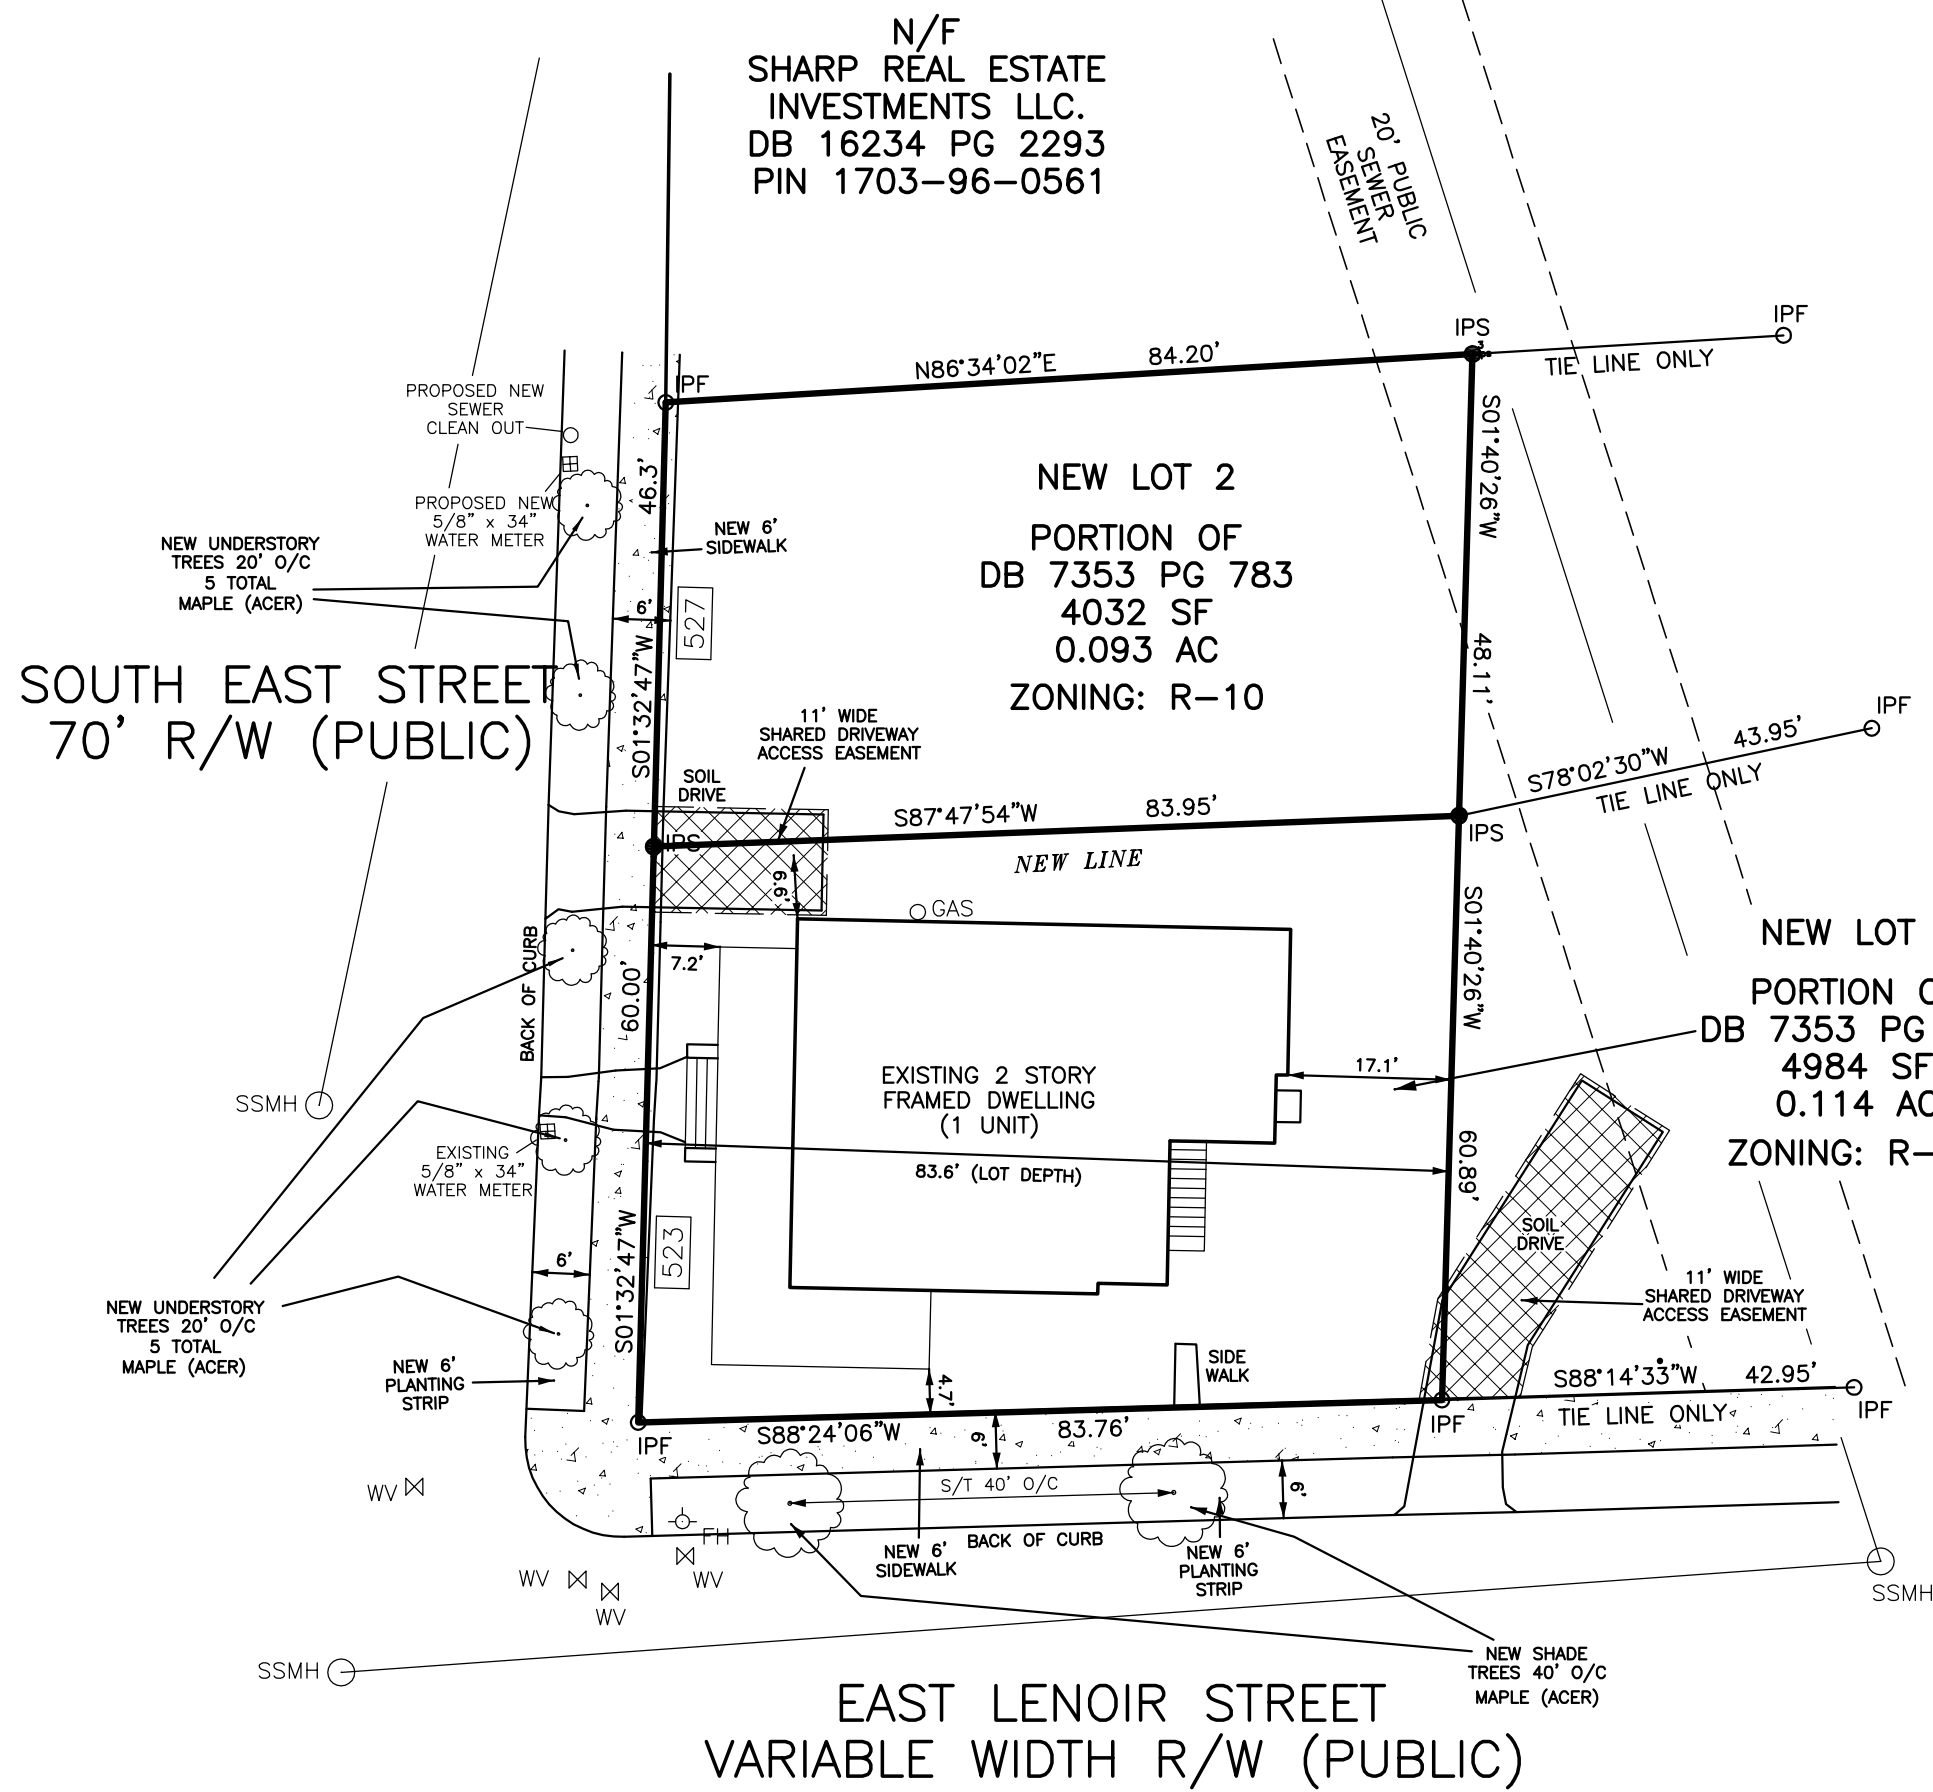 N/F
SHARP REAL ESTATE
INVESTMENTS LLC.
DB 16234 PG 2293
PIN 1703-96-0561
20' PUBLIC
SEWER
EASEMENT
IPS
IPF
N86°34'02"E 84.20'
TIE LINE ONLY
IPF
PROPOSED NEW
SEWER
CLEAN OUT
S01°40'26"W
46.3'
NEW LOT 2
PROPOSED NEW
5/8" x 34"
WATER METER
NEW 6'
SIDEWALK
PORTION OF
DB 7353 PG 783
4032 SF
0.093 AC
ZONING: R-10
NEW UNDERSTORY
TREES 20' O/C
5 TOTAL
MAPLE (ACER)
6'
527
S01°32'47"W
48.11'
SOUTH EAST STREET
70' R/W (PUBLIC)
11' WIDE
SHARED DRIVEWAY
ACCESS EASEMENT
SOIL
DRIVE
IPF
43.95'
S78°02'30"W
TIE LINE ONLY
S87°47'54"W 83.95'
IPS
IPS
NEW LINE
6.6'
GAS
S01°40'26"W
BACK OF CURB
7.2'
60.00'
NEW LOT
PORTION O
DB 7353 PG
4984 SF
0.114 AC
ZONING: R-
17.1'
EXISTING 2 STORY
FRAMED DWELLING
(1 UNIT)
SSMH
83.6' (LOT DEPTH)
60.89'
EXISTING
5/8" x 34"
WATER METER
S01°32'47"W
523
6'
SOIL
DRIVE
11' WIDE
SHARED DRIVEWAY
ACCESS EASEMENT
NEW UNDERSTORY
TREES 20' O/C
5 TOTAL
MAPLE (ACER)
NEW 6'
PLANTING
STRIP
SIDE
WALK
4.7'
S88°14'33"W 42.95'
TIE LINE ONLY
IPF
IPF
IPF
S88°24'06"W 83.76'
6'
S/T 40' O/C
6'
WV
FH
BACK OF CURB
NEW 6'
SIDEWALK
NEW 6'
PLANTING
STRIP
WV
WV
WV
SSMH
SSMH
NEW SHADE
TREES 40' O/C
MAPLE (ACER)
EAST LENOIR STREET
VARIABLE WIDTH R/W (PUBLIC)